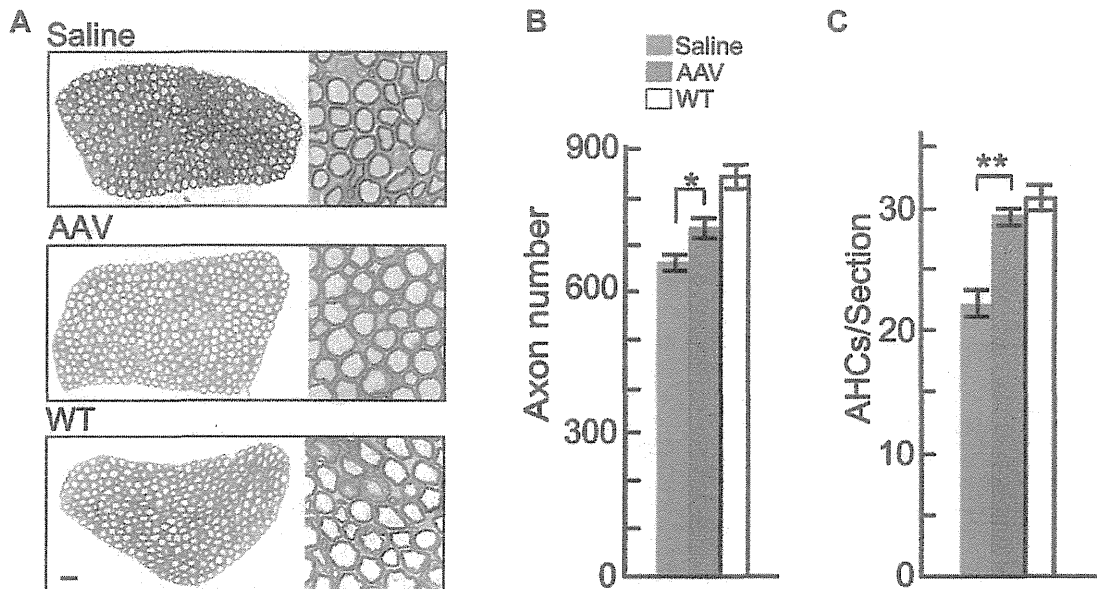 A
Saline
AAV
WT
B
Saline
AAV
WT
Axon number
900
600
300
0
*
C
AHCs/Section
30
20
10
0
**